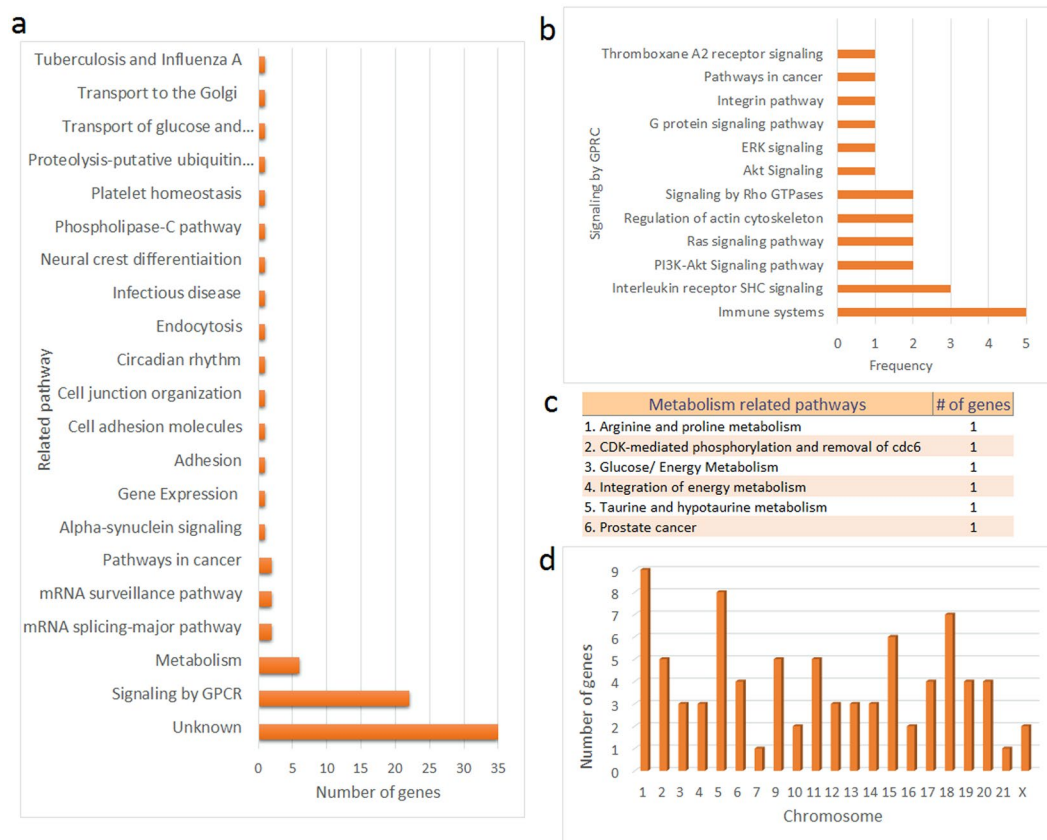 a
Tuberculosis and Influenza A
Transport to the Golgi
Transport of glucose and...
Proteolysis-putative ubiquitin...
Platelet homeostasis
Phospholipase-C pathway
Neural crest differentiaition
Infectious disease
Endocytosis
Circadian rhythm
Cell junction organization
Cell adhesion molecules
Adhesion
Gene Expression
Alpha-synuclein signaling
Pathways in cancer
mRNA surveillance pathway
mRNA splicing-major pathway
Metabolism
Signaling by GPCR
Unknown
Related pathway
0 5 10 15 20 25 30 35
Number of genes
b
Thromboxane A2 receptor signaling
Pathways in cancer
Integrin pathway
G protein signaling pathway
ERK signaling
Akt Signaling
Signaling by Rho GTPases
Regulation of actin cytoskeleton
Ras signaling pathway
PI3K-Akt Signaling pathway
Interleukin receptor SHC signaling
Immune systems
Signaling by GPRC
0 1 2 3 4 5 6
Frequency
c
Metabolism related pathways # of genes
1. Arginine and proline metabolism 1
2. CDK-mediated phosphorylation and removal of cdc6 1
3. Glucose/ Energy Metabolism 1
4. Integration of energy metabolism 1
5. Taurine and hypotaurine metabolism 1
6. Prostate cancer 1
d
9
8
7
6
5
4
3
2
1
0
Number of genes
1 2 3 4 5 6 7 9 10 11 12 13 14 15 16 17 18 19 20 21 X
Chromosome